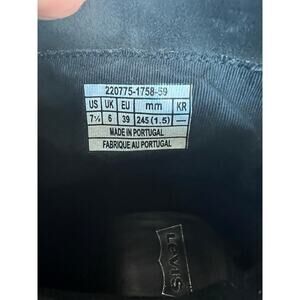 220775-1758-59
US UK EU mm KR
7½ 6 39 245 (1.5) —
MADE IN PORTUGAL
FABRIQUE AU PORTUGAL
LEVI'S